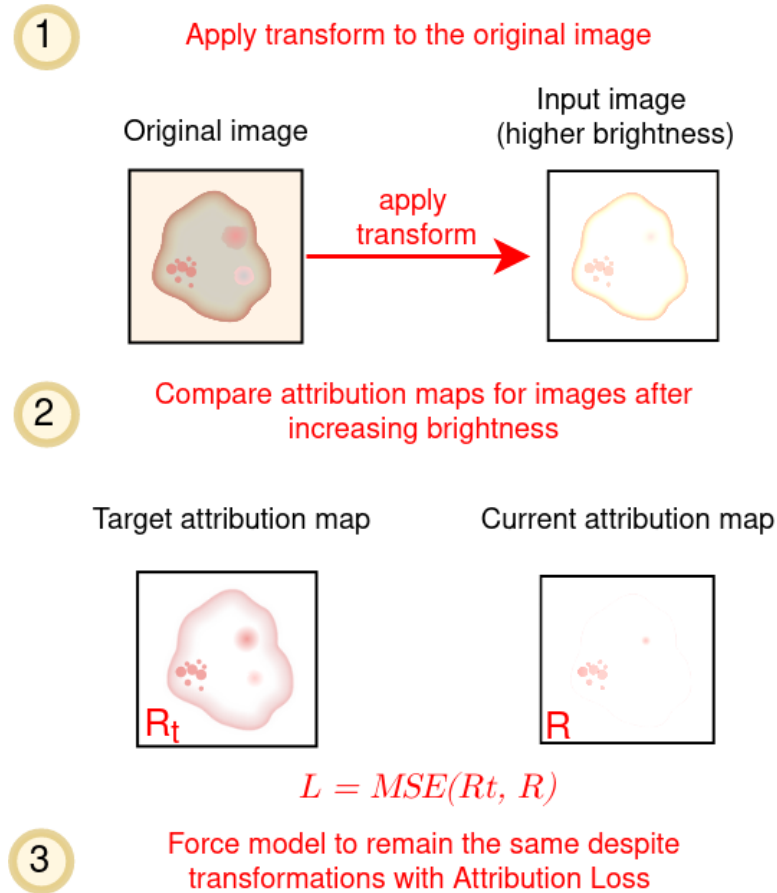 1
Apply transform to the original image
Original image
Input image
(higher brightness)
apply
transform
2
Compare attribution maps for images after
increasing brightness
Target attribution map
Current attribution map
Rt
R
L = MSE(Rt, R)
3
Force model to remain the same despite
transformations with Attribution Loss